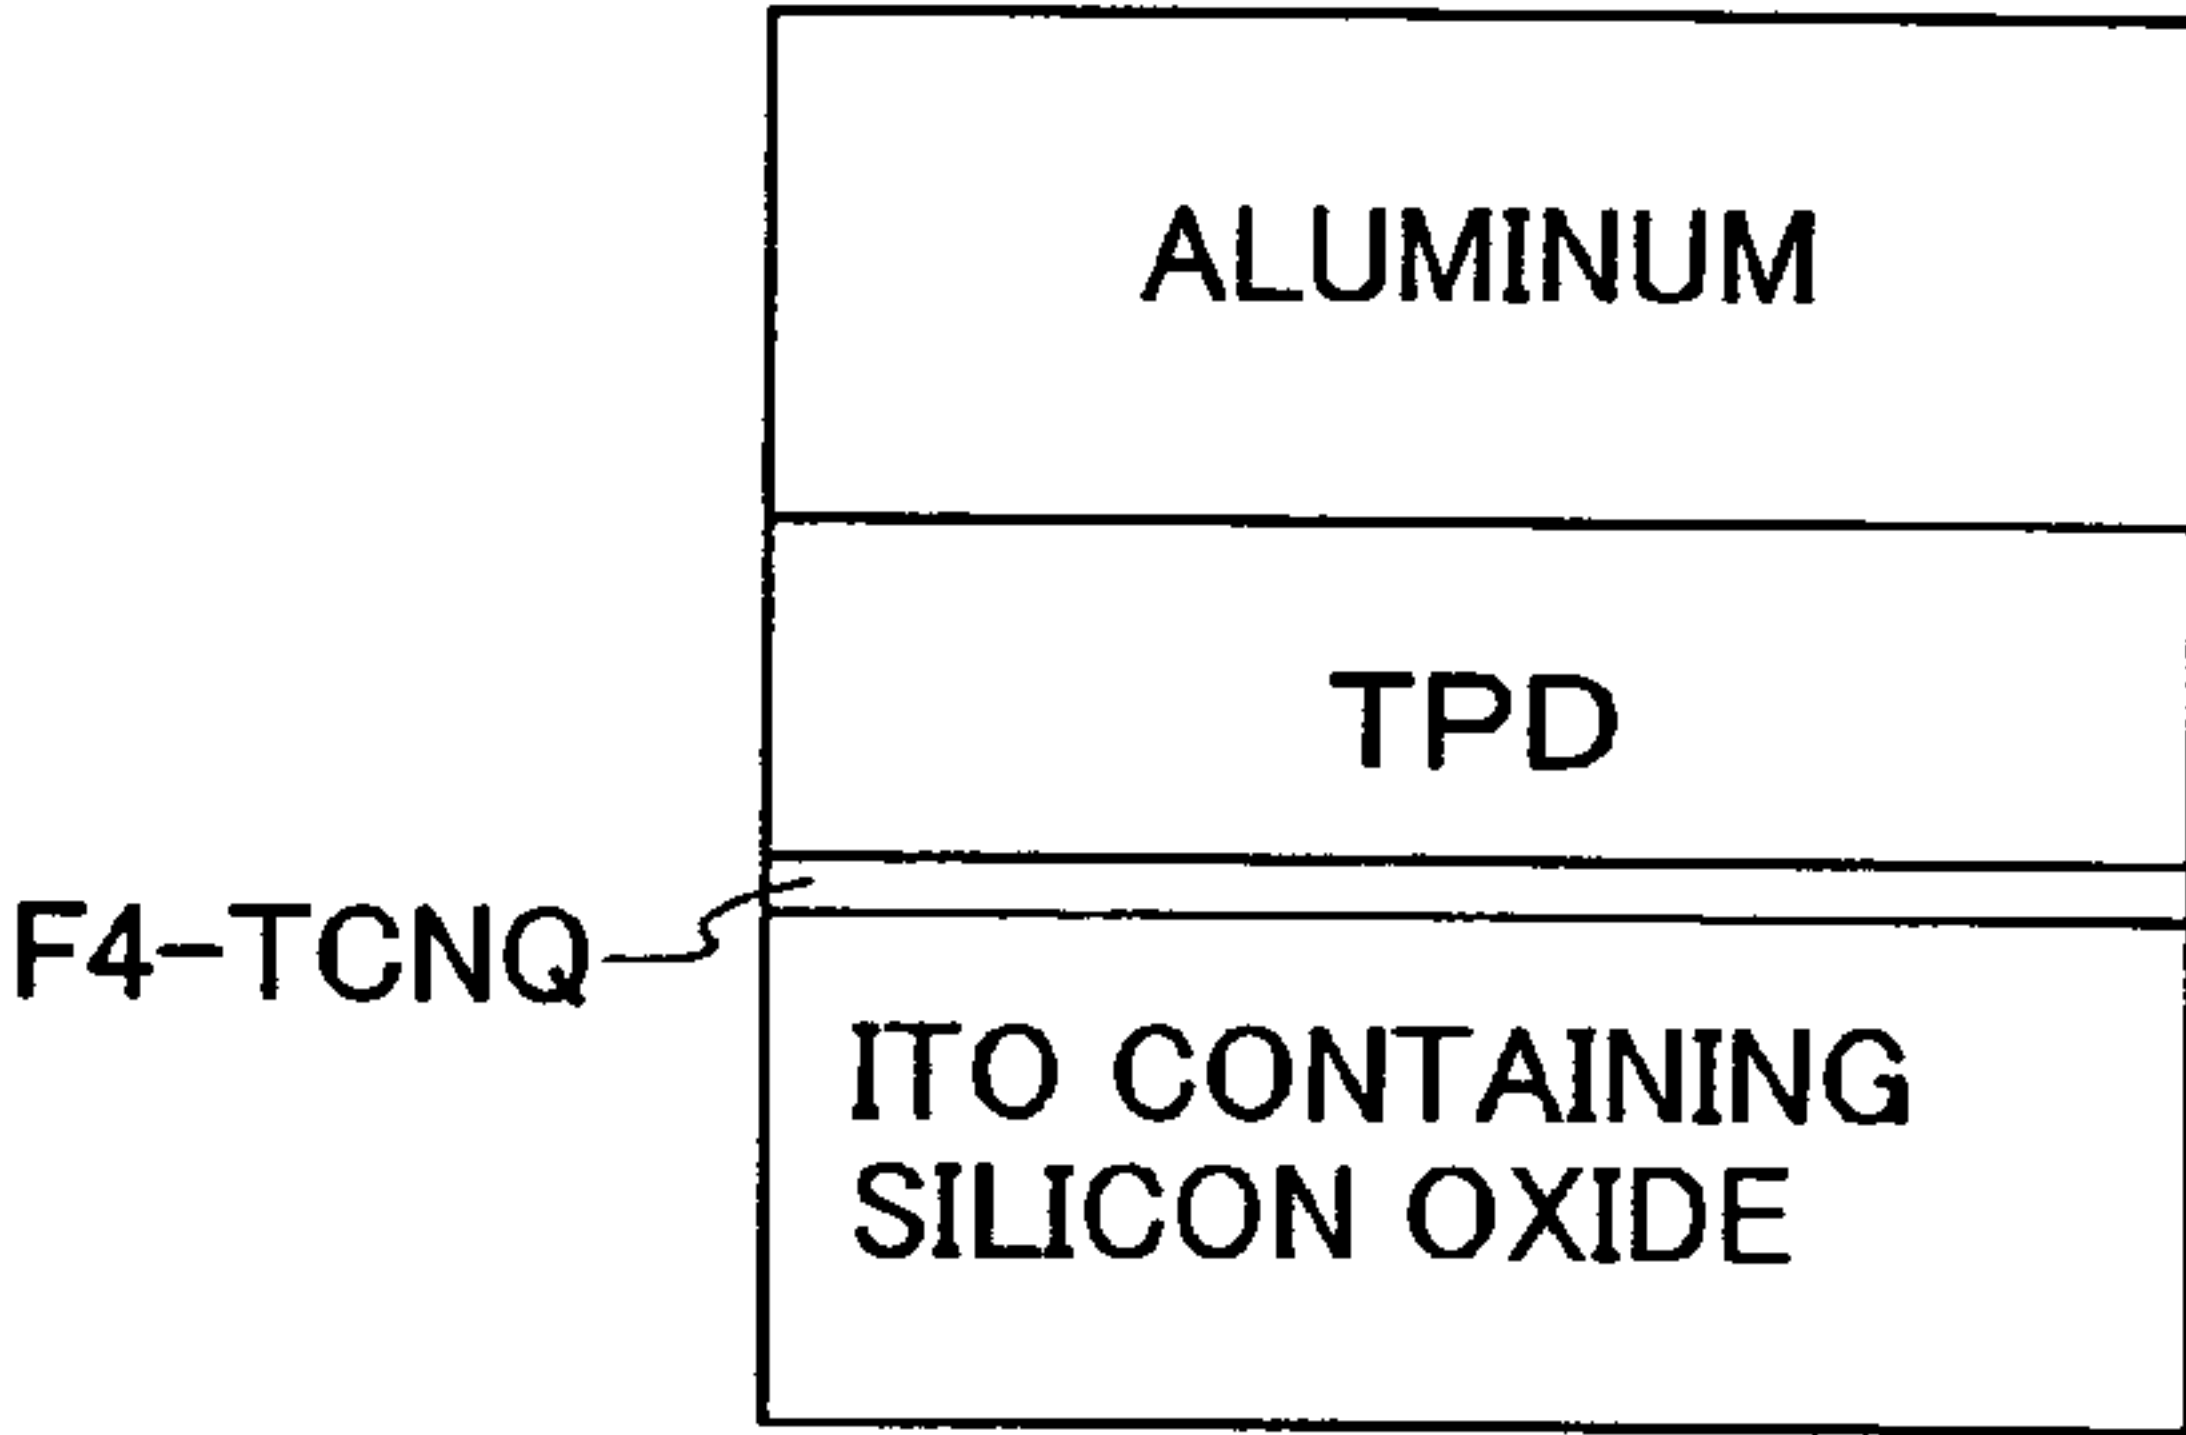 ALUMINUM
TPD
F4-TCNQ
ITO CONTAINING
SILICON OXIDE